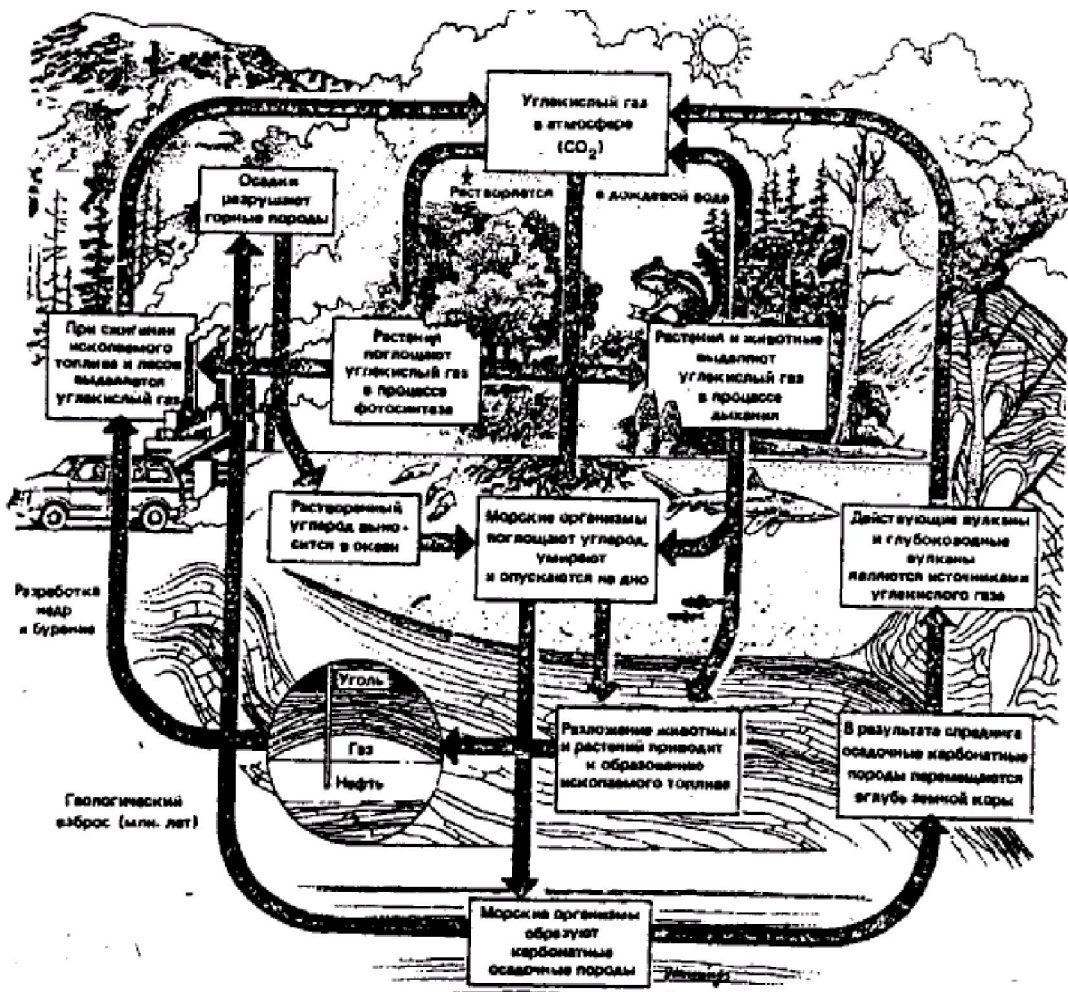 Углекислый газ
в атмосфере
(CO₂)
Растворяется
в дождевой воде
Осадки
разрушают
горные породы
При сжигании
ископаемого
топлива и лесов
выделяется
углекислый газ
Растения
поглощают
углекислый газ
в процессе
фотосинтеза
Растения и животные
выделяют
углекислый газ
в процессе
дыхания
Растворенный
углерод выно-
сится в океан
Морские организмы
поглощают углерод,
умирают
и опускаются на дно
Действующие вулканы
и глубоководные
вулканы
являются источниками
углекислого газа
Разработка
недр
и бурение
Уголь
Газ
Нефть
Разложение животных
и растений приводит
к образованию
ископаемого топлива
В результате спрединга
осадочные карбонатные
породы перемещаются
вглубь земной коры
Геологический
взброс (млн. лет)
Морские организмы
образуют
карбонатные
осадочные породы